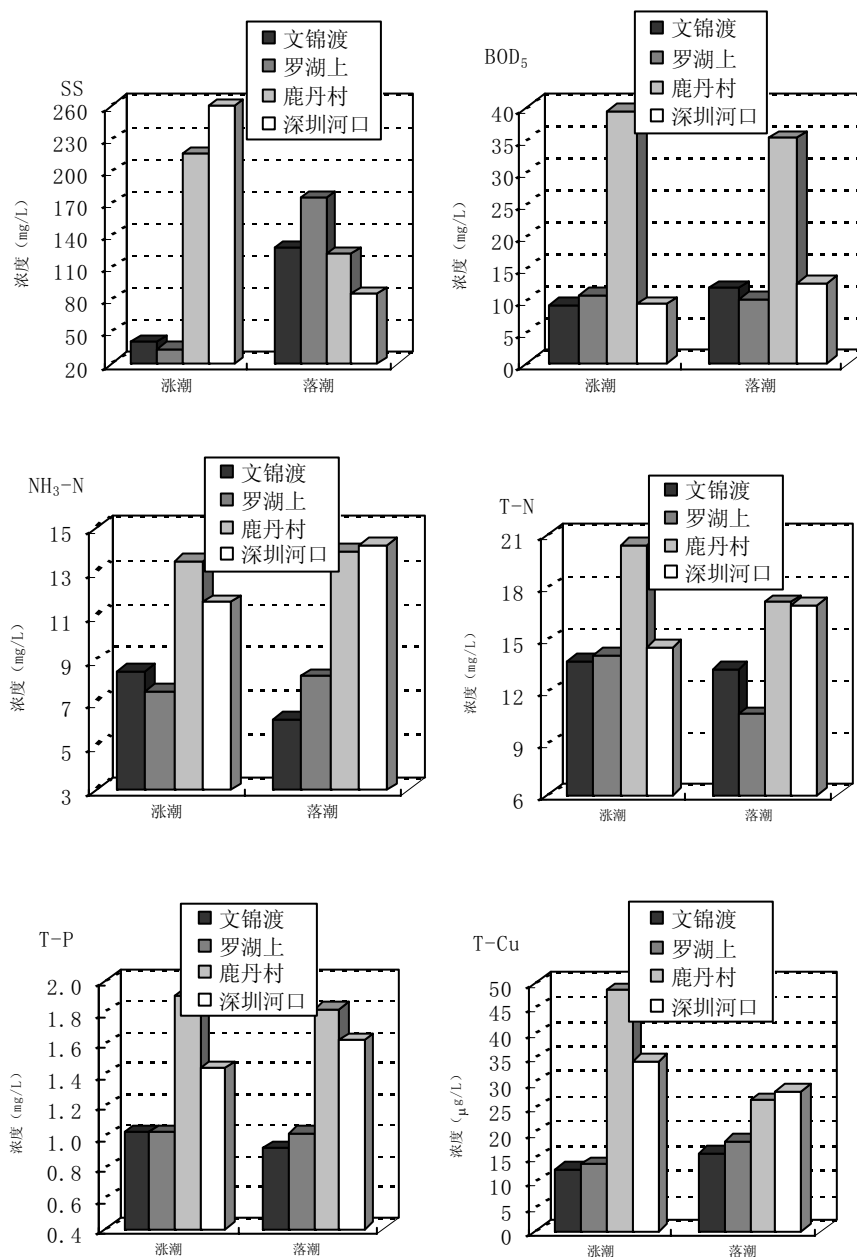 SS
文锦渡
罗湖上
鹿丹村
深圳河口
260
230
200
170
140
110
80
50
20
浓度（mg/L）
涨潮
落潮
BOD5
文锦渡
罗湖上
鹿丹村
深圳河口
40
35
30
25
20
15
10
5
0
浓度（mg/L）
涨潮
落潮
NH3-N
文锦渡
罗湖上
鹿丹村
深圳河口
15
13
11
9
7
5
3
浓度（mg/L）
涨潮
落潮
T-N
文锦渡
罗湖上
鹿丹村
深圳河口
21
18
15
12
9
6
浓度（mg/L）
涨潮
落潮
T-P
文锦渡
罗湖上
鹿丹村
深圳河口
2.0
1.8
1.6
1.4
1.2
1.0
0.8
0.6
0.4
浓度（mg/L）
涨潮
落潮
T-Cu
文锦渡
罗湖上
鹿丹村
深圳河口
50
45
40
35
30
25
20
15
10
5
0
浓度（μg/L）
涨潮
落潮